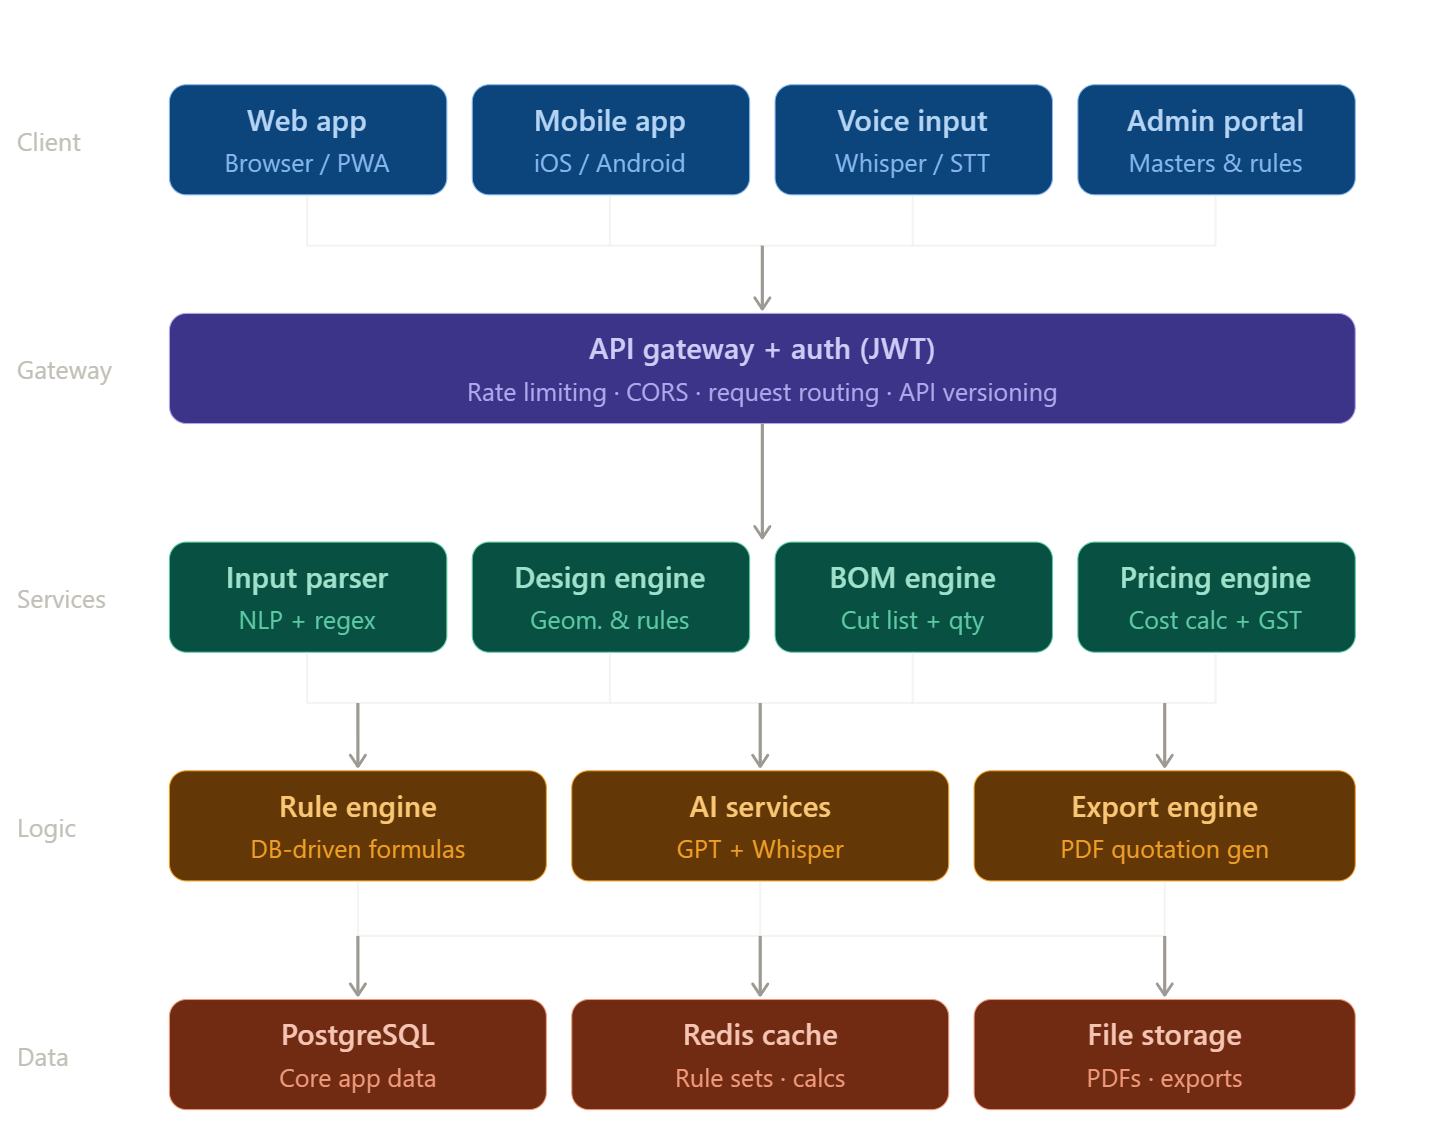 Client
Web app
Browser / PWA
Mobile app
iOS / Android
Voice input
Whisper / STT
Admin portal
Masters & rules
Gateway
API gateway + auth (JWT)
Rate limiting · CORS · request routing · API versioning
Services
Input parser
NLP + regex
Design engine
Geom. & rules
BOM engine
Cut list + qty
Pricing engine
Cost calc + GST
Logic
Rule engine
DB-driven formulas
AI services
GPT + Whisper
Export engine
PDF quotation gen
Data
PostgreSQL
Core app data
Redis cache
Rule sets · calcs
File storage
PDFs · exports